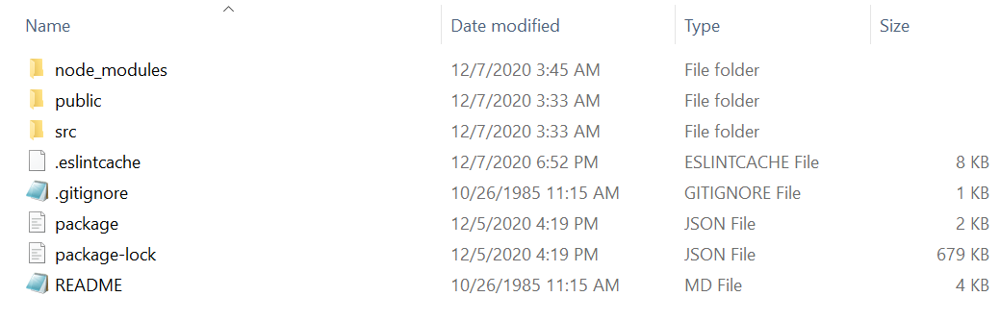 Name Date modified Type Size
node_modules 12/7/2020 3:45 AM File folder
public 12/7/2020 3:33 AM File folder
src 12/7/2020 3:33 AM File folder
.eslintcache 12/7/2020 6:52 PM ESLINTCACHE File 8 KB
.gitignore 10/26/1985 11:15 AM GITIGNORE File 1 KB
package 12/5/2020 4:19 PM JSON File 2 KB
package-lock 12/5/2020 4:19 PM JSON File 679 KB
README 10/26/1985 11:15 AM MD File 4 KB